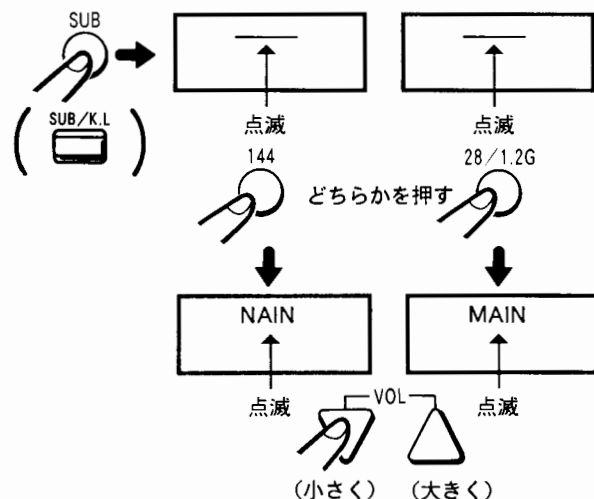 SUB
SUB/K.L
点滅
点滅
144
どちらかを押す
28/1.2G
NAIN
MAIN
点滅
VOL
点滅
(小さく)
(大きく)